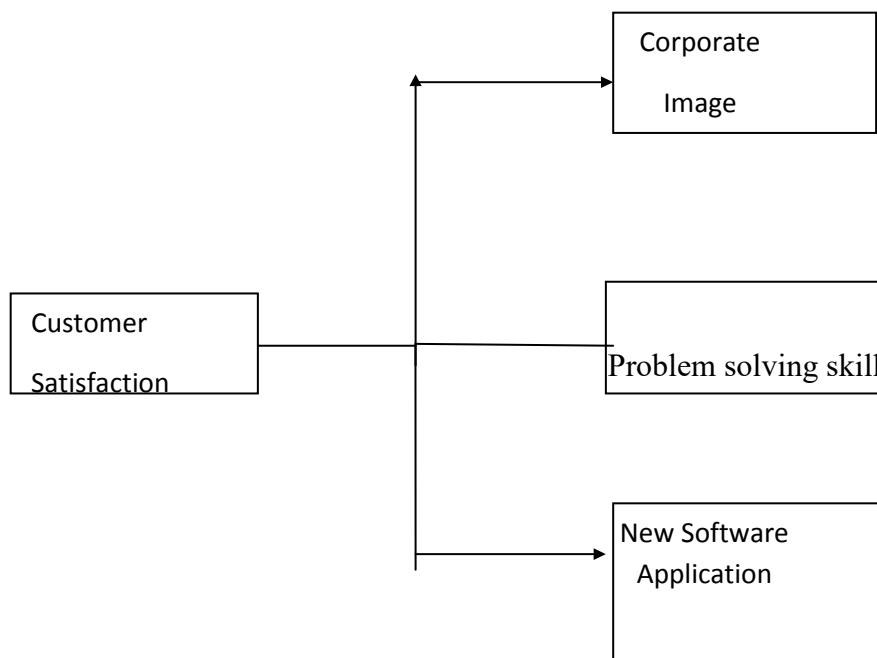 Corporate
Image
Customer
Satisfaction
Problem solving skill
New Software
Application